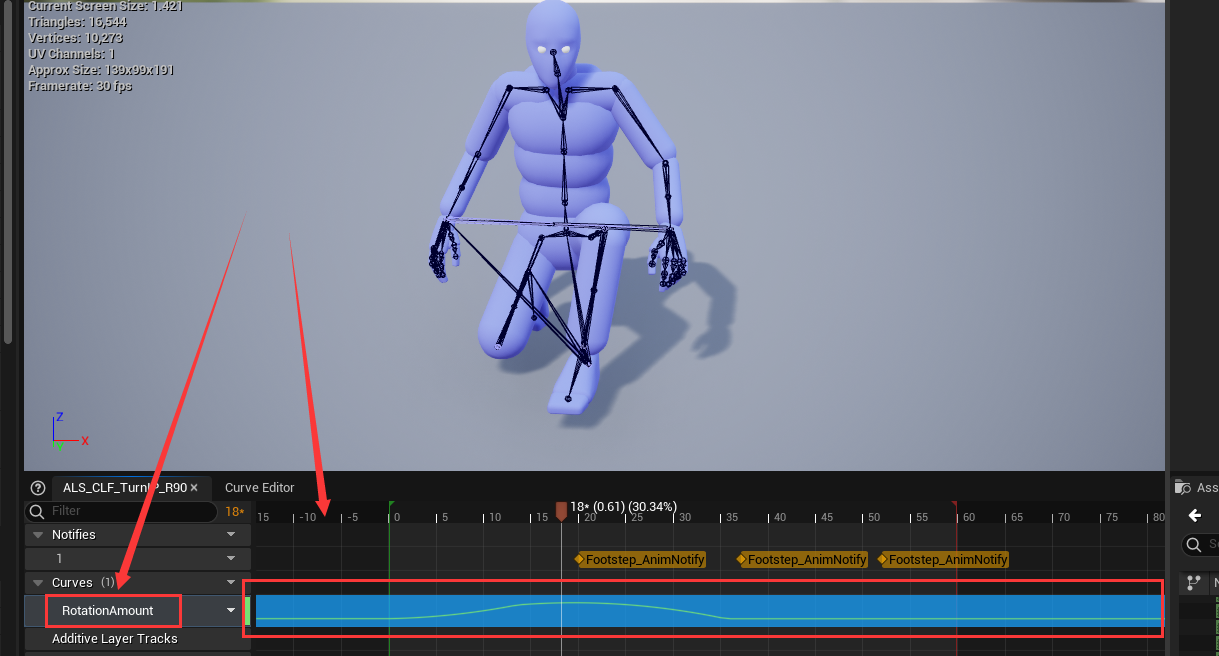 Current Screen Size: 1.421
Triangles: 16,544
Vertices: 10,273
UV Channels: 1
Approx Size: 139x99x191
Framerate: 30 fps
Z
X
Y
ALS_CLF_TurnIP_R90 ×
Curve Editor
Filter
18*
15 -10 -5 0 5 10 15 20 25 30 35 40 45 50 55 60 65 70 75 80
18* (0.61) (30.34%)
Notifies
1
Footstep_AnimNotify Footstep_AnimNotify Footstep_AnimNotify
Curves (1)
RotationAmount
Additive Layer Tracks
Ass